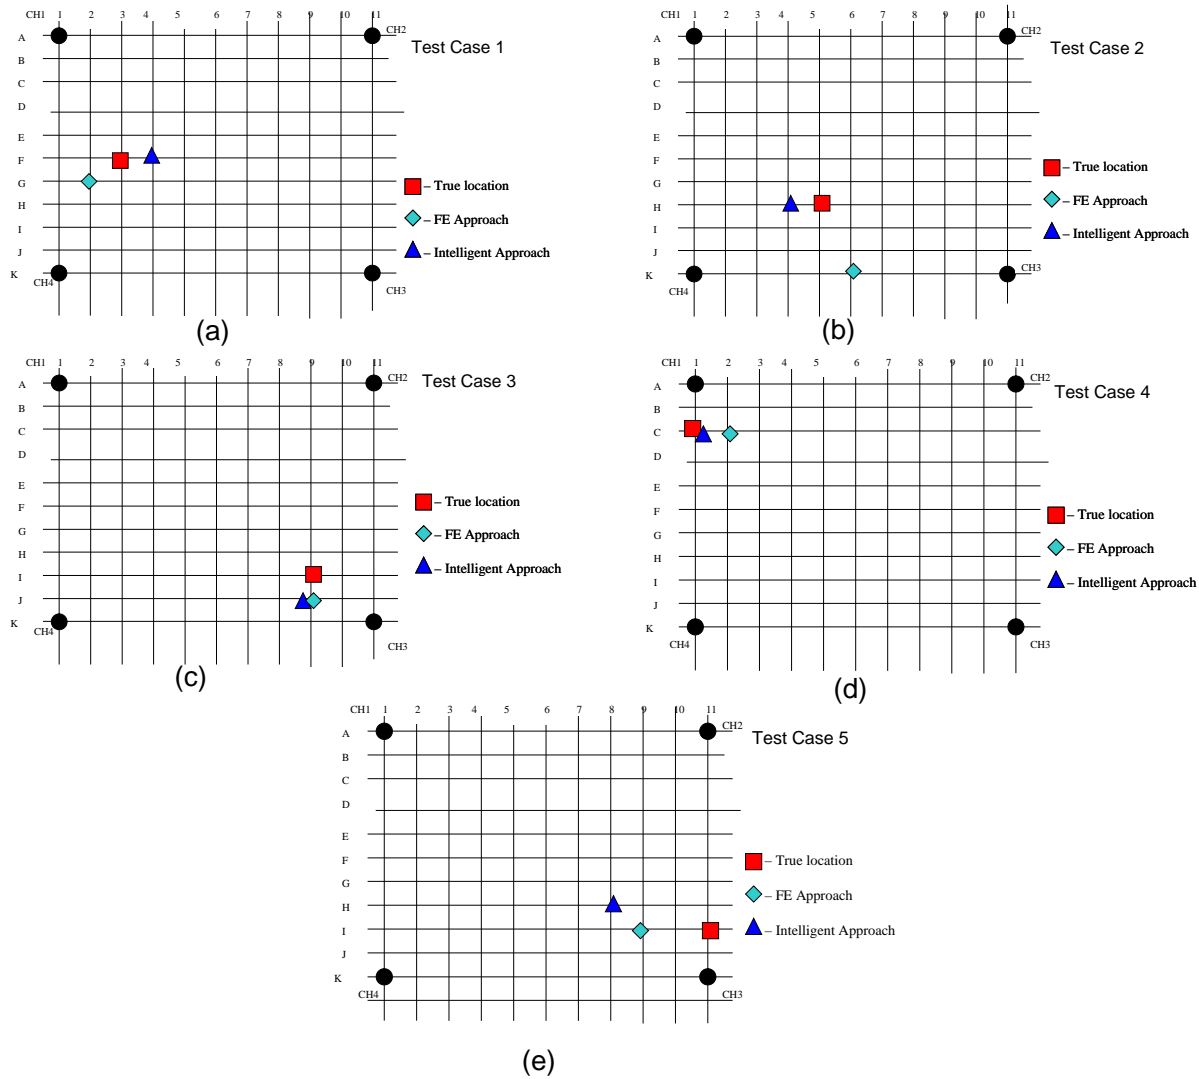 CH1 1 2 3 4 5 6 7 8 9 10 11
CH2
A
B
C
D
E
F
G
H
I
J
K
CH4
CH3
Test Case 1
– True location
– FE Approach
– Intelligent Approach
(a)
CH1 1 2 3 4 5 6 7 8 9 10 11
CH2
A
B
C
D
E
F
G
H
I
J
K
CH4
CH3
Test Case 2
– True location
– FE Approach
– Intelligent Approach
(b)
CH1 1 2 3 4 5 6 7 8 9 10 11
CH2
A
B
C
D
E
F
G
H
I
J
K
CH4
CH3
Test Case 3
– True location
– FE Approach
– Intelligent Approach
(c)
CH1 1 2 3 4 5 6 7 8 9 10 11
CH2
A
B
C
D
E
F
G
H
I
J
K
CH4
CH3
Test Case 4
– True location
– FE Approach
– Intelligent Approach
(d)
CH1 1 2 3 4 5 6 7 8 9 10 11
CH2
A
B
C
D
E
F
G
H
I
J
K
CH4
CH3
Test Case 5
– True location
– FE Approach
– Intelligent Approach
(e)